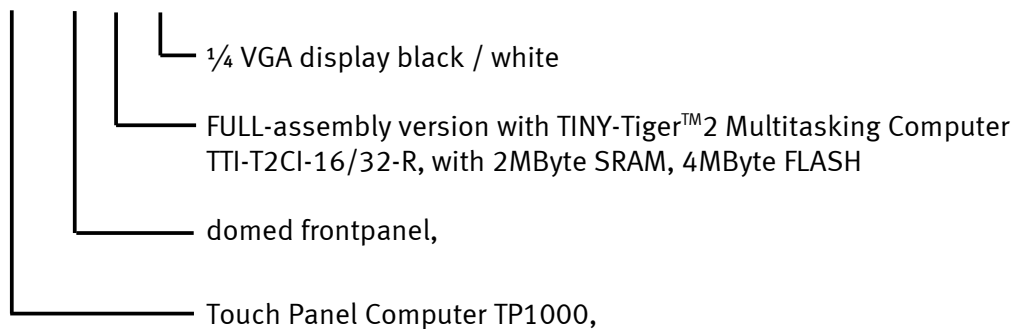 ¼ VGA display black / white
FULL-assembly version with TINY-Tiger™2 Multitasking Computer
TTI-T2CI-16/32-R, with 2MByte SRAM, 4MByte FLASH
domed frontpanel,
Touch Panel Computer TP1000,